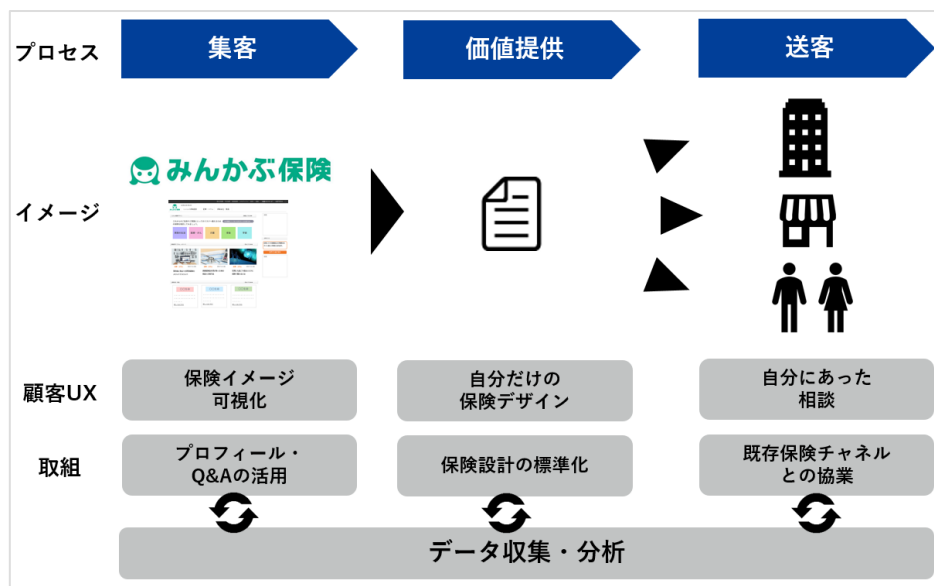 プロセス
集客
価値提供
送客
イメージ
みんかぶ保険
顧客UX
保険イメージ
可視化
自分だけの
保険デザイン
自分にあった
相談
取組
プロフィール・
Q&Aの活用
保険設計の標準化
既存保険チャネル
との協業
データ収集・分析